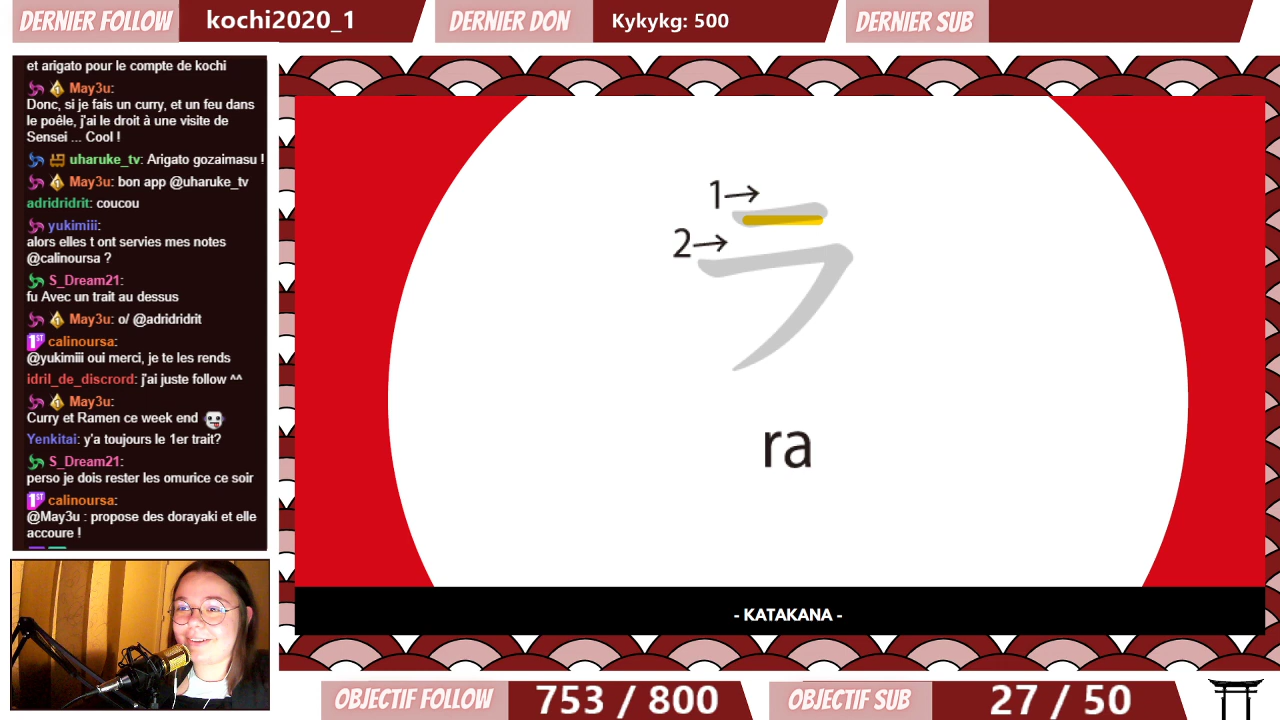 DERNIER FOLLOW
kochi2020_1
DERNIER DON
Kykykg: 500
DERNIER SUB
et arigato pour le compte de kochi
May3u:
Donc, si je fais un curry, et un feu dans
le poêle, j'ai le droit à une visite de
Sensei ... Cool !
uharuke_tv: Arigato gozaimasu !
May3u: bon app @uharuke_tv
adridridrit: coucou
yukimiii:
alors elles t ont servies mes notes
@calinoursa ?
S_Dream21:
fu Avec un trait au dessus
May3u: o/ @adridridrit
1ST calinoursa:
@yukimiii oui merci, je te les rends
idril_de_discrord: j'ai juste follow ^^
May3u:
Curry et Ramen ce week end
Yenkitai: y'a toujours le 1er trait?
S_Dream21:
perso je dois rester les omurice ce soir
1ST calinoursa:
@May3u : propose des dorayaki et elle
accoure !
1→
2→
ラ
ra
- KATAKANA -
OBJECTIF FOLLOW
753 / 800
OBJECTIF SUB
27 / 50